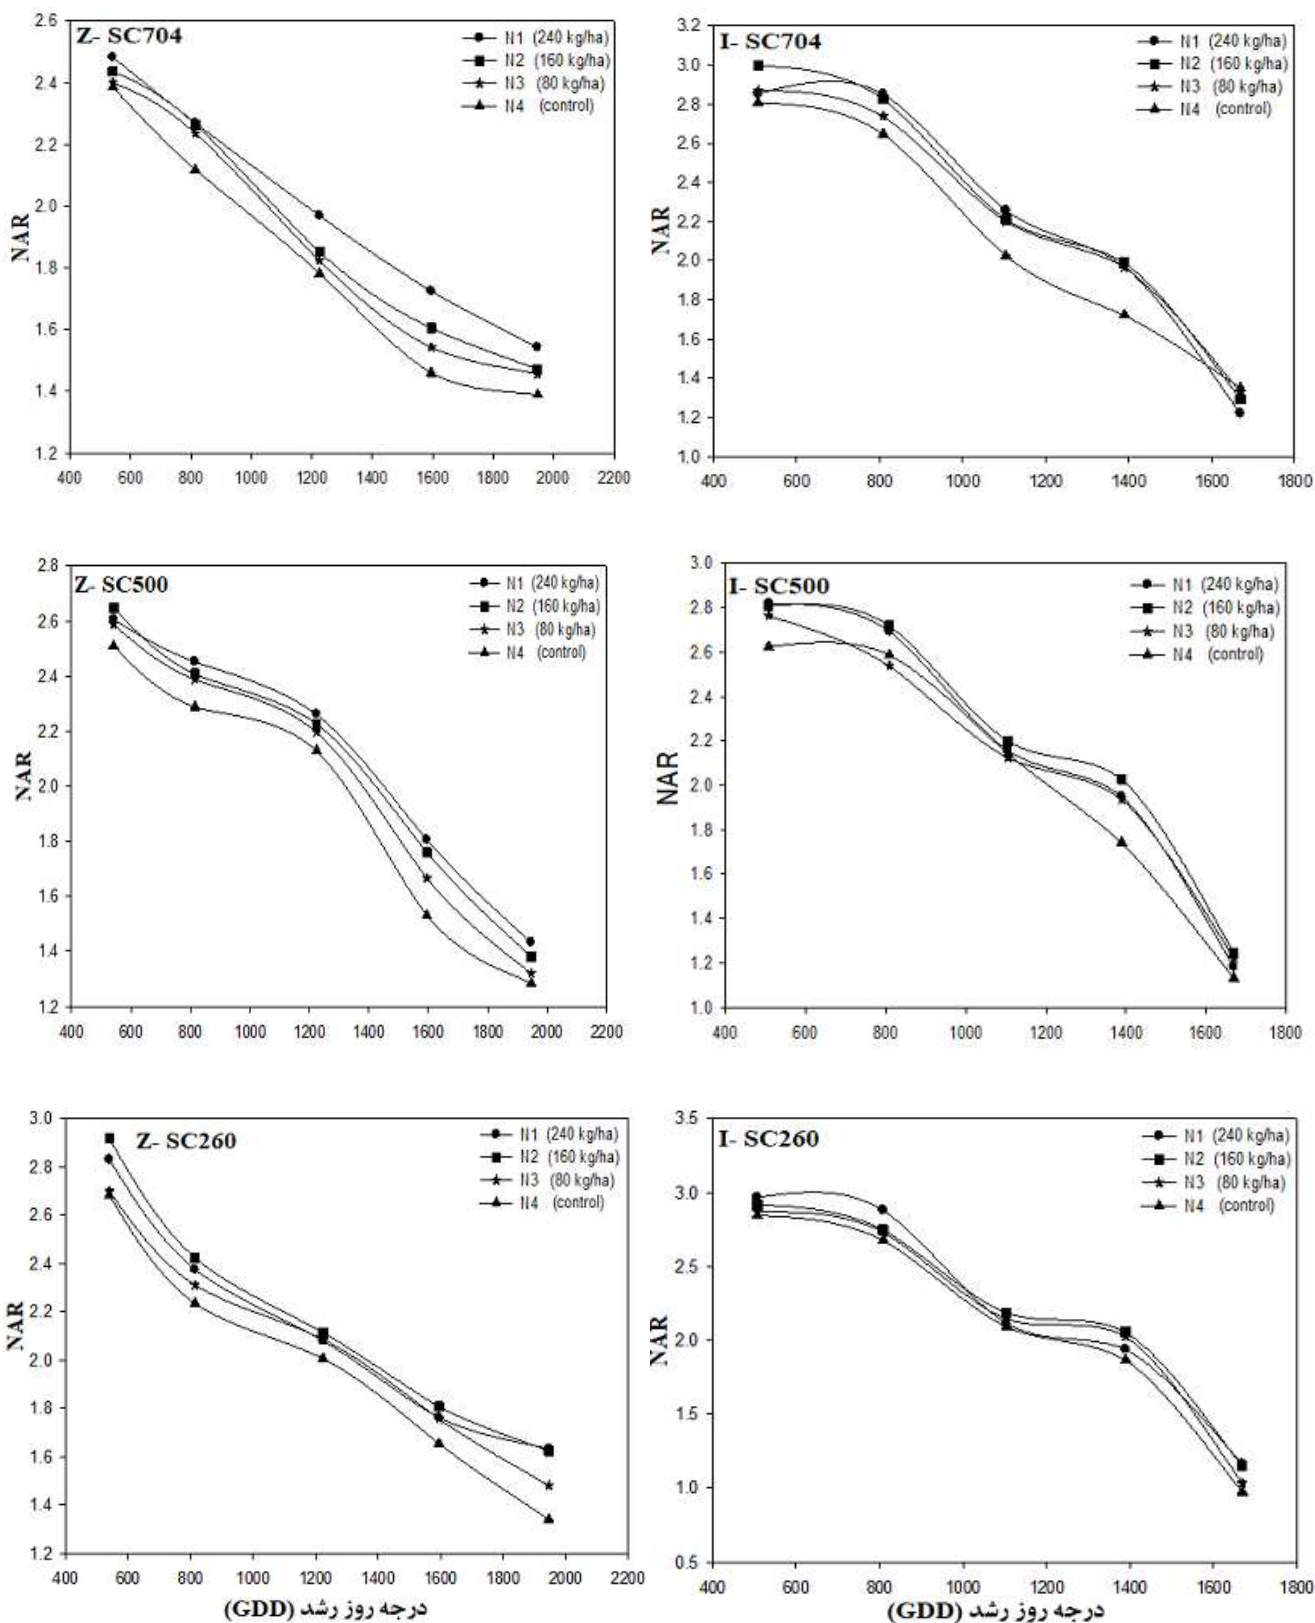 Z- SC704
N1 (240 kg/ha)
N2 (160 kg/ha)
N3 (80 kg/ha)
N4 (control)
NAR
2.6
2.4
2.2
2.0
1.8
1.6
1.4
1.2
400 600 800 1000 1200 1400 1600 1800 2000 2200
I- SC704
N1 (240 kg/ha)
N2 (160 kg/ha)
N3 (80 kg/ha)
N4 (control)
NAR
3.2
3.0
2.8
2.6
2.4
2.2
2.0
1.8
1.6
1.4
1.2
1.0
400 600 800 1000 1200 1400 1600 1800
Z- SC500
N1 (240 kg/ha)
N2 (160 kg/ha)
N3 (80 kg/ha)
N4 (control)
NAR
2.8
2.6
2.4
2.2
2.0
1.8
1.6
1.4
1.2
400 600 800 1000 1200 1400 1600 1800 2000 2200
I- SC500
N1 (240 kg/ha)
N2 (160 kg/ha)
N3 (80 kg/ha)
N4 (control)
NAR
3.0
2.8
2.6
2.4
2.2
2.0
1.8
1.6
1.4
1.2
1.0
400 600 800 1000 1200 1400 1600 1800
Z- SC260
N1 (240 kg/ha)
N2 (160 kg/ha)
N3 (80 kg/ha)
N4 (control)
NAR
3.0
2.8
2.6
2.4
2.2
2.0
1.8
1.6
1.4
1.2
400 600 800 1000 1200 1400 1600 1800 2000 2200
درجه روز رشد (GDD)
I- SC260
N1 (240 kg/ha)
N2 (160 kg/ha)
N3 (80 kg/ha)
N4 (control)
NAR
3.5
3.0
2.5
2.0
1.5
1.0
0.5
400 600 800 1000 1200 1400 1600 1800
درجه روز رشد (GDD)